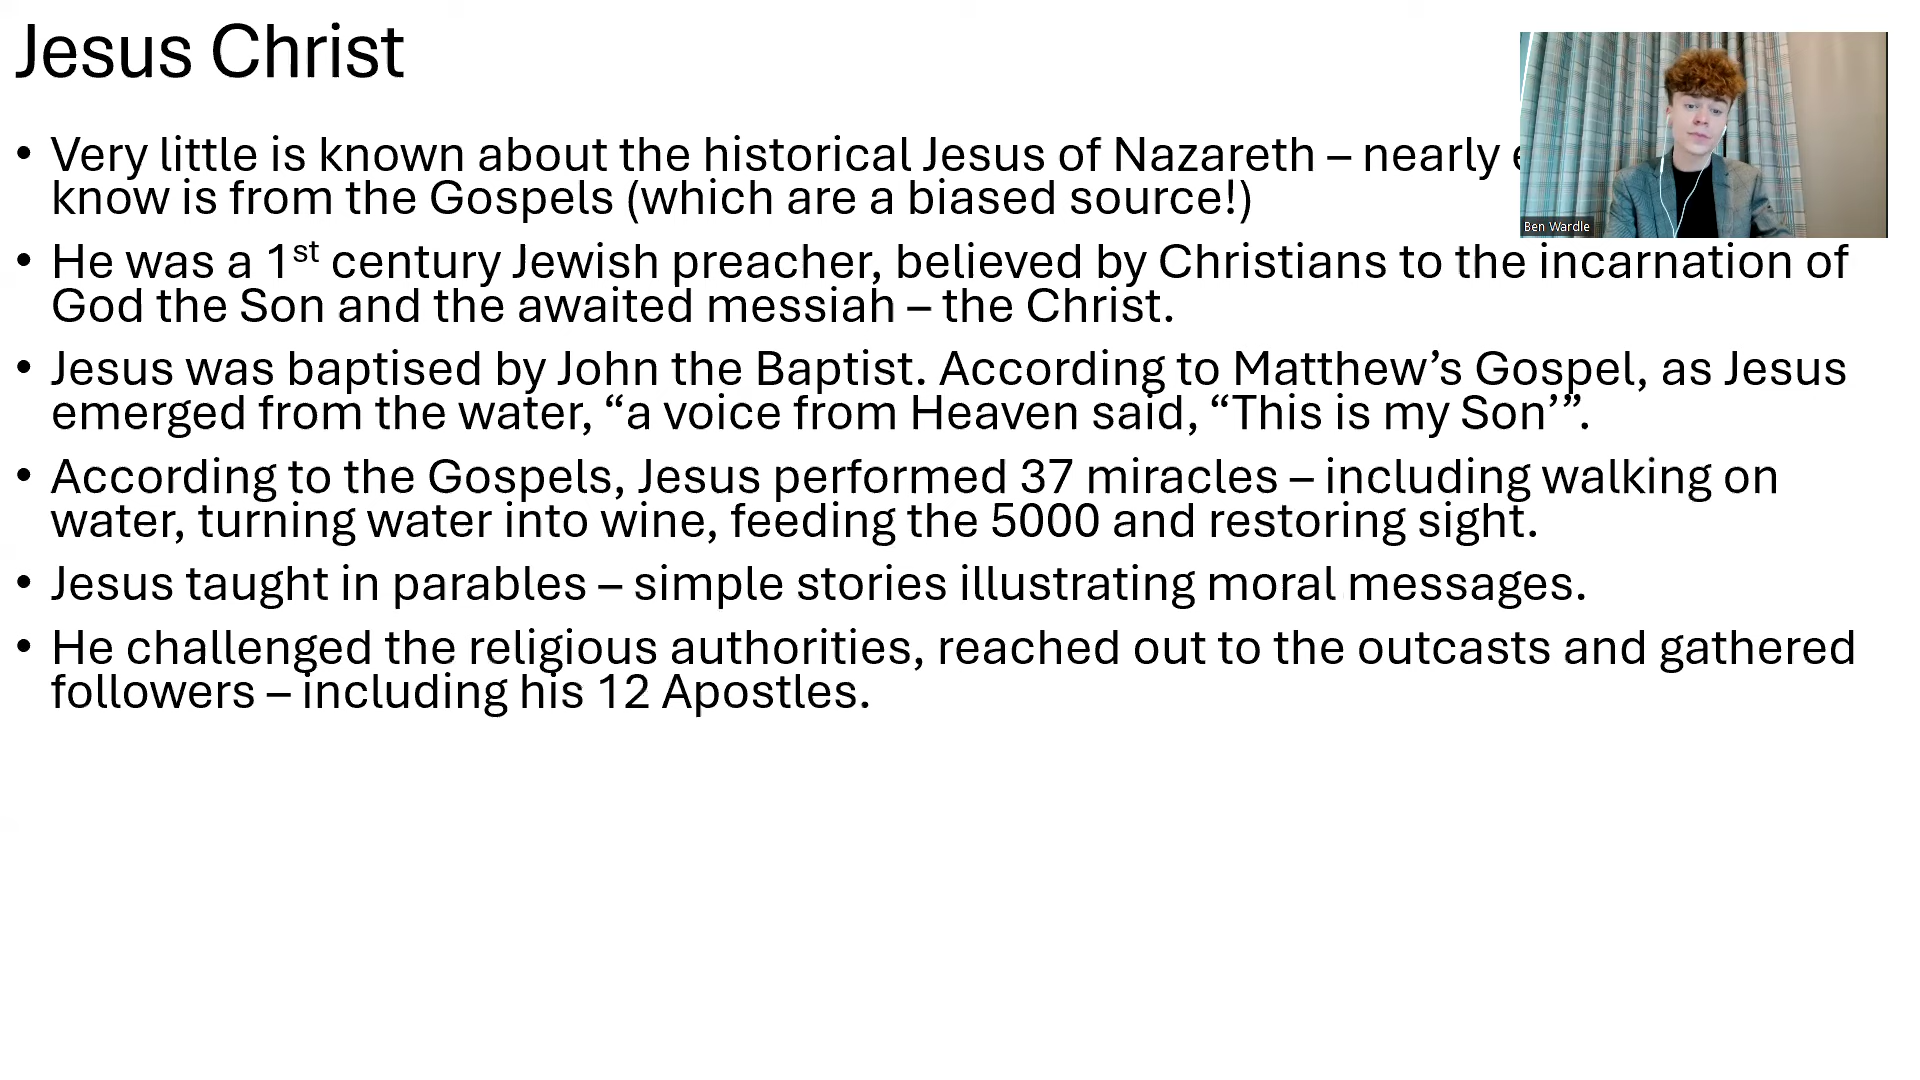 Jesus Christ
• Very little is known about the historical Jesus of Nazareth – nearly
know is from the Gospels (which are a biased source!)
• He was a 1st century Jewish preacher, believed by Christians to the incarnation of
God the Son and the awaited messiah – the Christ.
• Jesus was baptised by John the Baptist. According to Matthew’s Gospel, as Jesus
emerged from the water, “a voice from Heaven said, “This is my Son’”.
• According to the Gospels, Jesus performed 37 miracles – including walking on
water, turning water into wine, feeding the 5000 and restoring sight.
• Jesus taught in parables – simple stories illustrating moral messages.
• He challenged the religious authorities, reached out to the outcasts and gathered
followers – including his 12 Apostles.
Ben Wardle